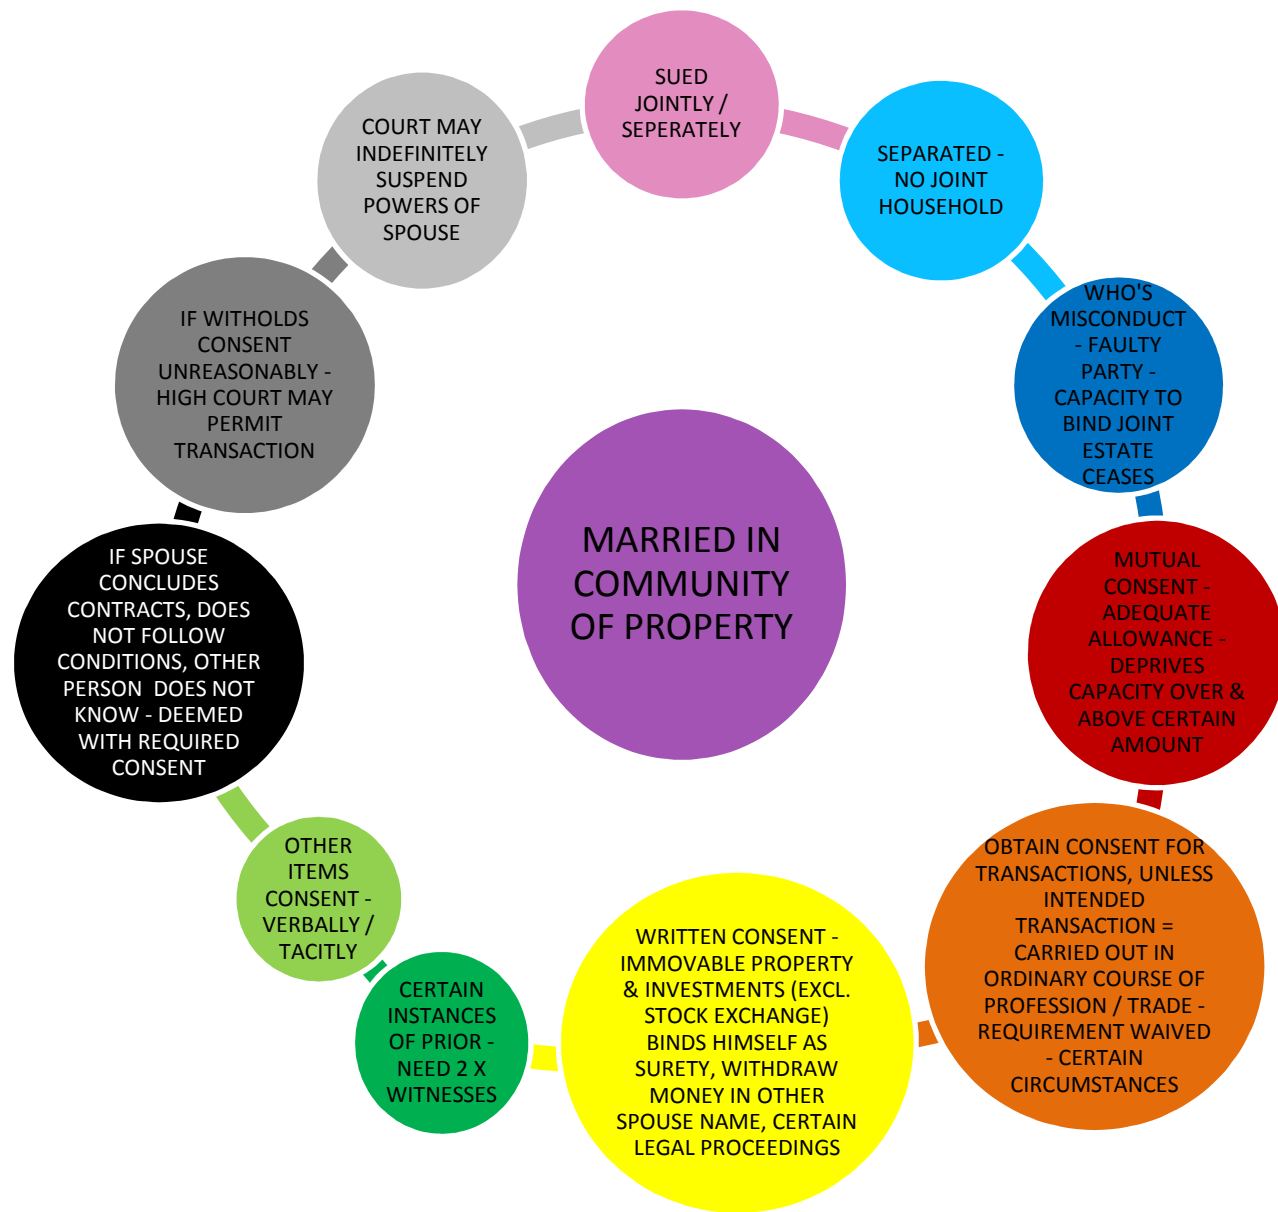 SUED
JOINTLY /
SEPERATELY
SEPARATED -
NO JOINT
HOUSEHOLD
WHO'S
MISCONDUCT
- FAULTY
PARTY -
CAPACITY TO
BIND JOINT
ESTATE
CEASES
MUTUAL
CONSENT -
ADEQUATE
ALLOWANCE -
DEPRIVES
CAPACITY OVER &
ABOVE CERTAIN
AMOUNT
OBTAIN CONSENT FOR
TRANSACTIONS, UNLESS
INTENDED
TRANSACTION =
CARRIED OUT IN
ORDINARY COURSE OF
PROFESSION / TRADE -
REQUIREMENT WAIVED
- CERTAIN
CIRCUMSTANCES
WRITTEN CONSENT -
IMMOVABLE PROPERTY
& INVESTMENTS (EXCL.
STOCK EXCHANGE)
BINDS HIMSELF AS
SURETY, WITHDRAW
MONEY IN OTHER
SPOUSE NAME, CERTAIN
LEGAL PROCEEDINGS
CERTAIN
INSTANCES
OF PRIOR -
NEED 2 X
WITNESSES
OTHER
ITEMS
CONSENT -
VERBALLY /
TACITLY
IF SPOUSE
CONCLUDES
CONTRACTS, DOES
NOT FOLLOW
CONDITIONS, OTHER
PERSON  DOES NOT
KNOW - DEEMED
WITH REQUIRED
CONSENT
IF WITHOLDS
CONSENT
UNREASONABLY -
HIGH COURT MAY
PERMIT
TRANSACTION
COURT MAY
INDEFINITELY
SUSPEND
POWERS OF
SPOUSE
MARRIED IN
COMMUNITY
OF PROPERTY